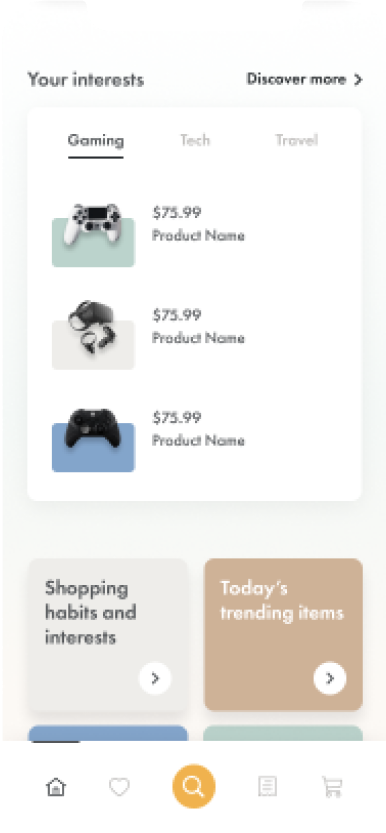 Your interests
Discover more
Gaming
Tech
Travel
$75.99
Product Name
$75.99
Product Name
$75.99
Product Name
Shopping
habits and
interests
Today's
trending items